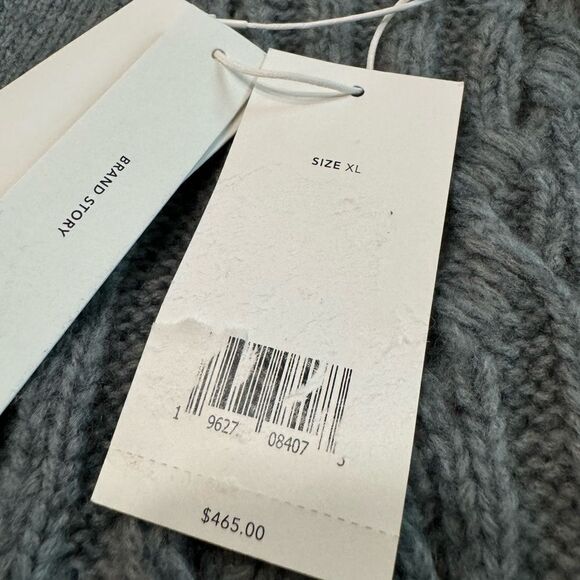 BRAND STORY
SIZE XL
1 9627 08407
$465.00